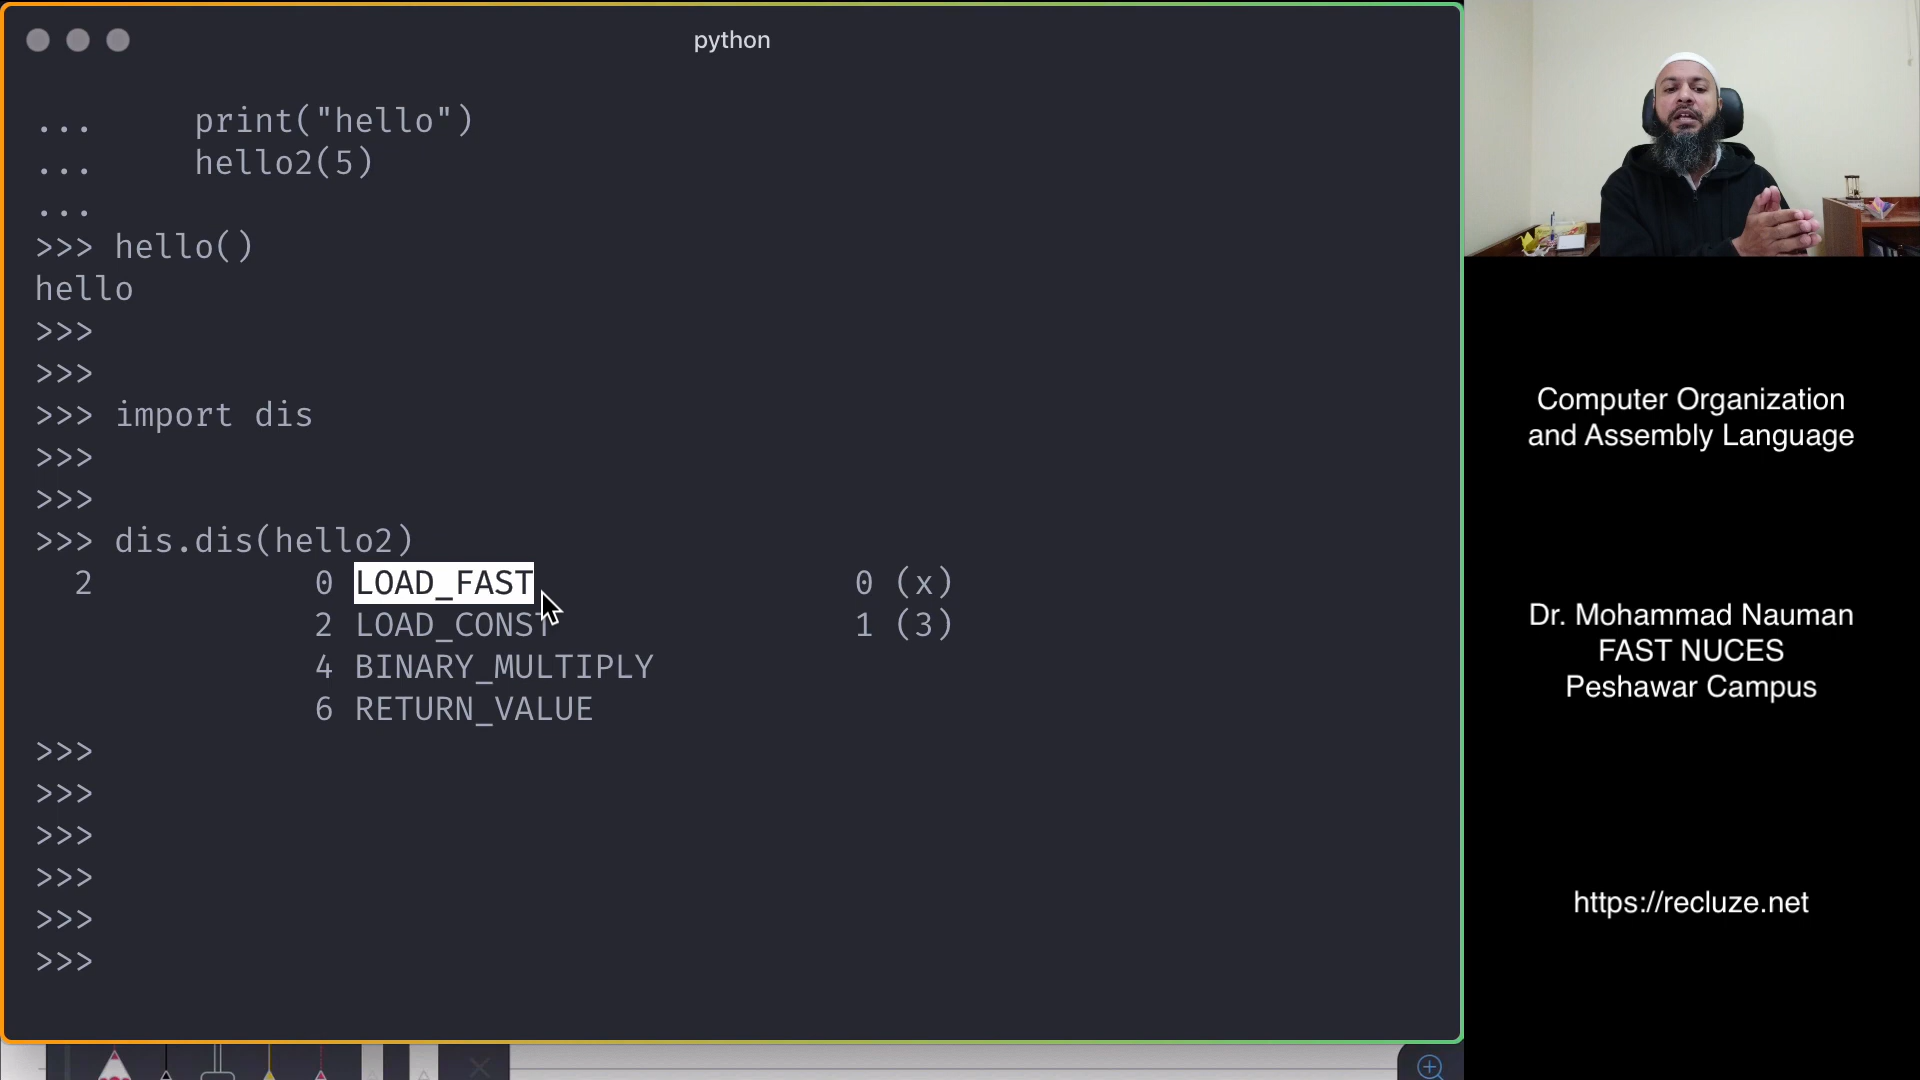 python
...     print("hello")
...     hello2(5)
...
>>> hello()
hello
>>>
>>>
>>> import dis
>>>
>>>
>>> dis.dis(hello2)
  2           0 LOAD_FAST                0 (x)
              2 LOAD_CONST               1 (3)
              4 BINARY_MULTIPLY
              6 RETURN_VALUE
>>>
>>>
>>>
>>>
>>>
>>>
Computer Organization
and Assembly Language
Dr. Mohammad Nauman
FAST NUCES
Peshawar Campus
https://recluze.net